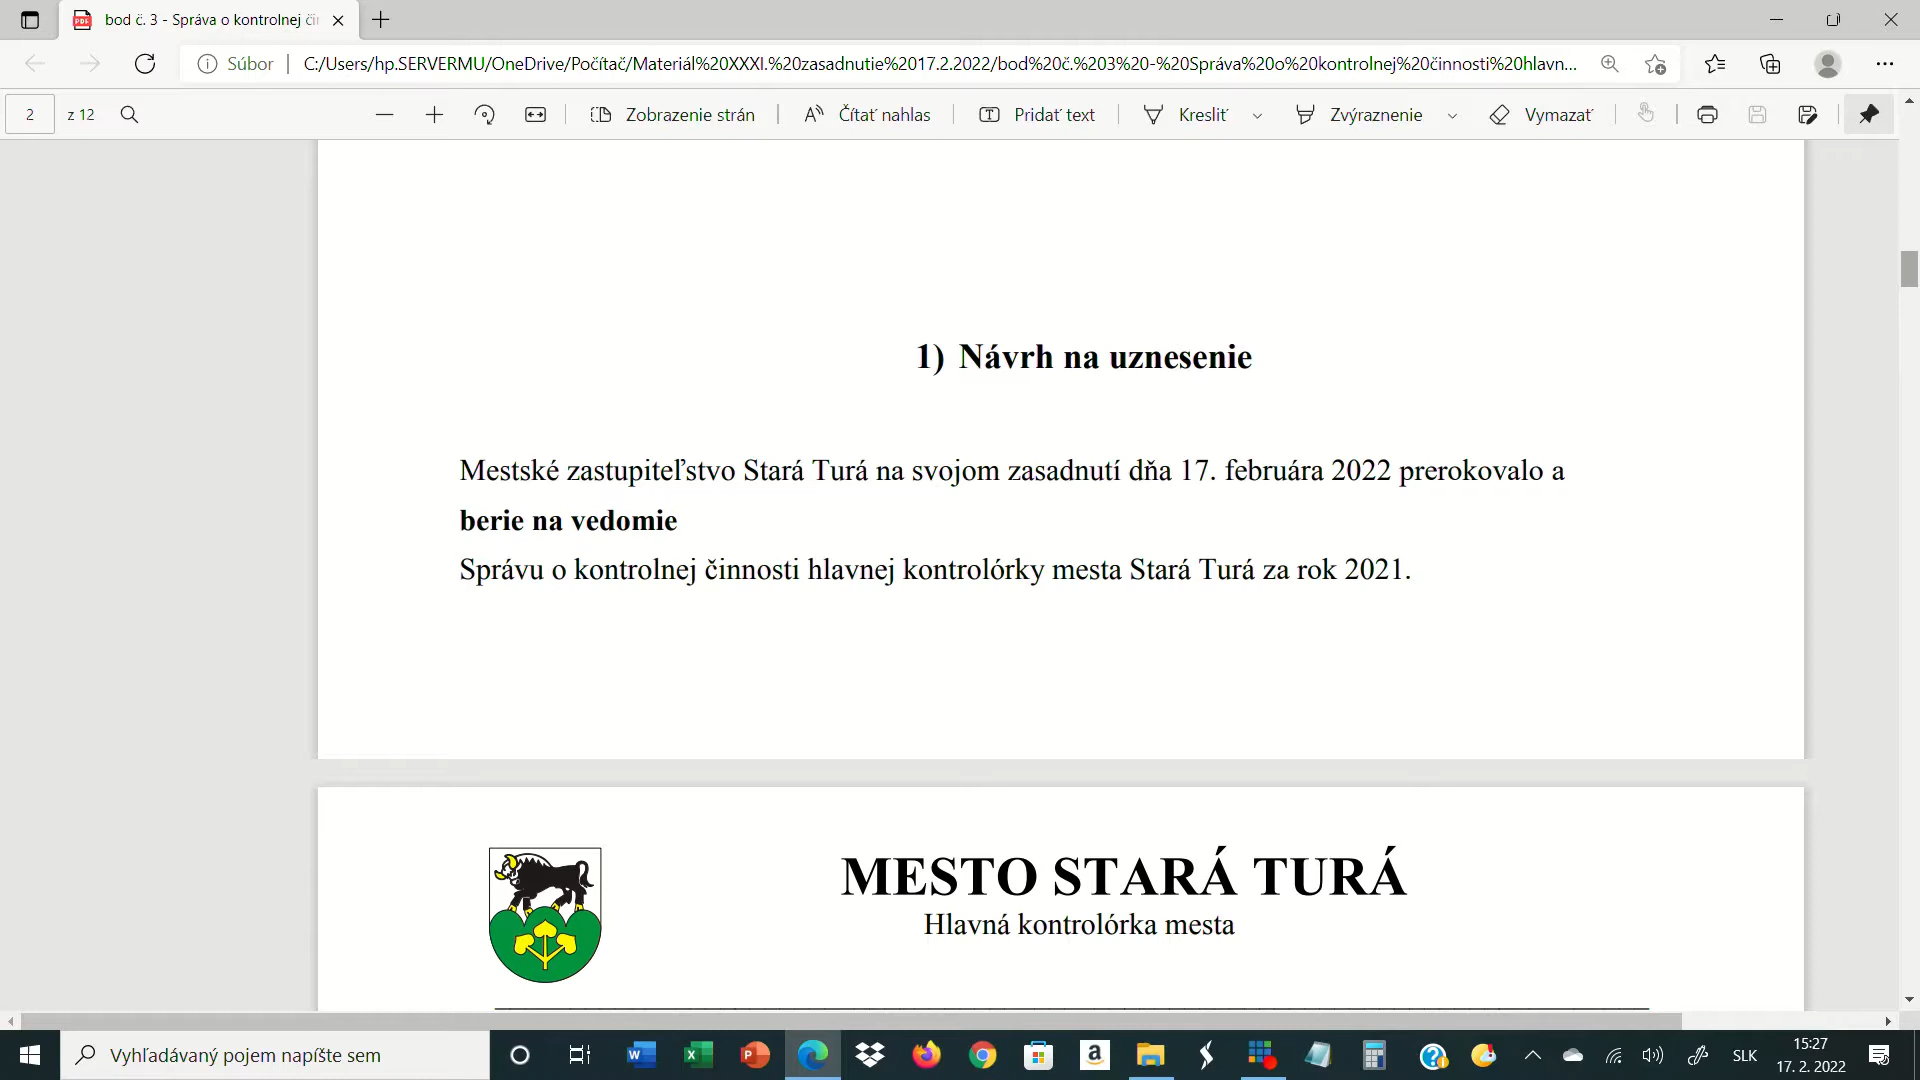 bod č. 3 - Správa o kontrolnej čin
Súbor
C:/Users/hp.SERVERMU/OneDrive/Počítač/Materiál%20XXXI.%20zasadnutie%2017.2.2022/bod%20č.%203%20-%20Správa%20o%20kontrolnej%20činnosti%20hlavn...
2
z 12
Zobrazenie strán
Čítať nahlas
Pridať text
Kresliť
Zvýraznenie
Vymazať
1) Návrh na uznesenie
Mestské zastupiteľstvo Stará Turá na svojom zasadnutí dňa 17. februára 2022 prerokovalo a
berie na vedomie
Správu o kontrolnej činnosti hlavnej kontrolórky mesta Stará Turá za rok 2021.
MESTO STARÁ TURÁ
Hlavná kontrolórka mesta
Vyhľadávaný pojem napíšte sem
SLK
15:27
17. 2. 2022